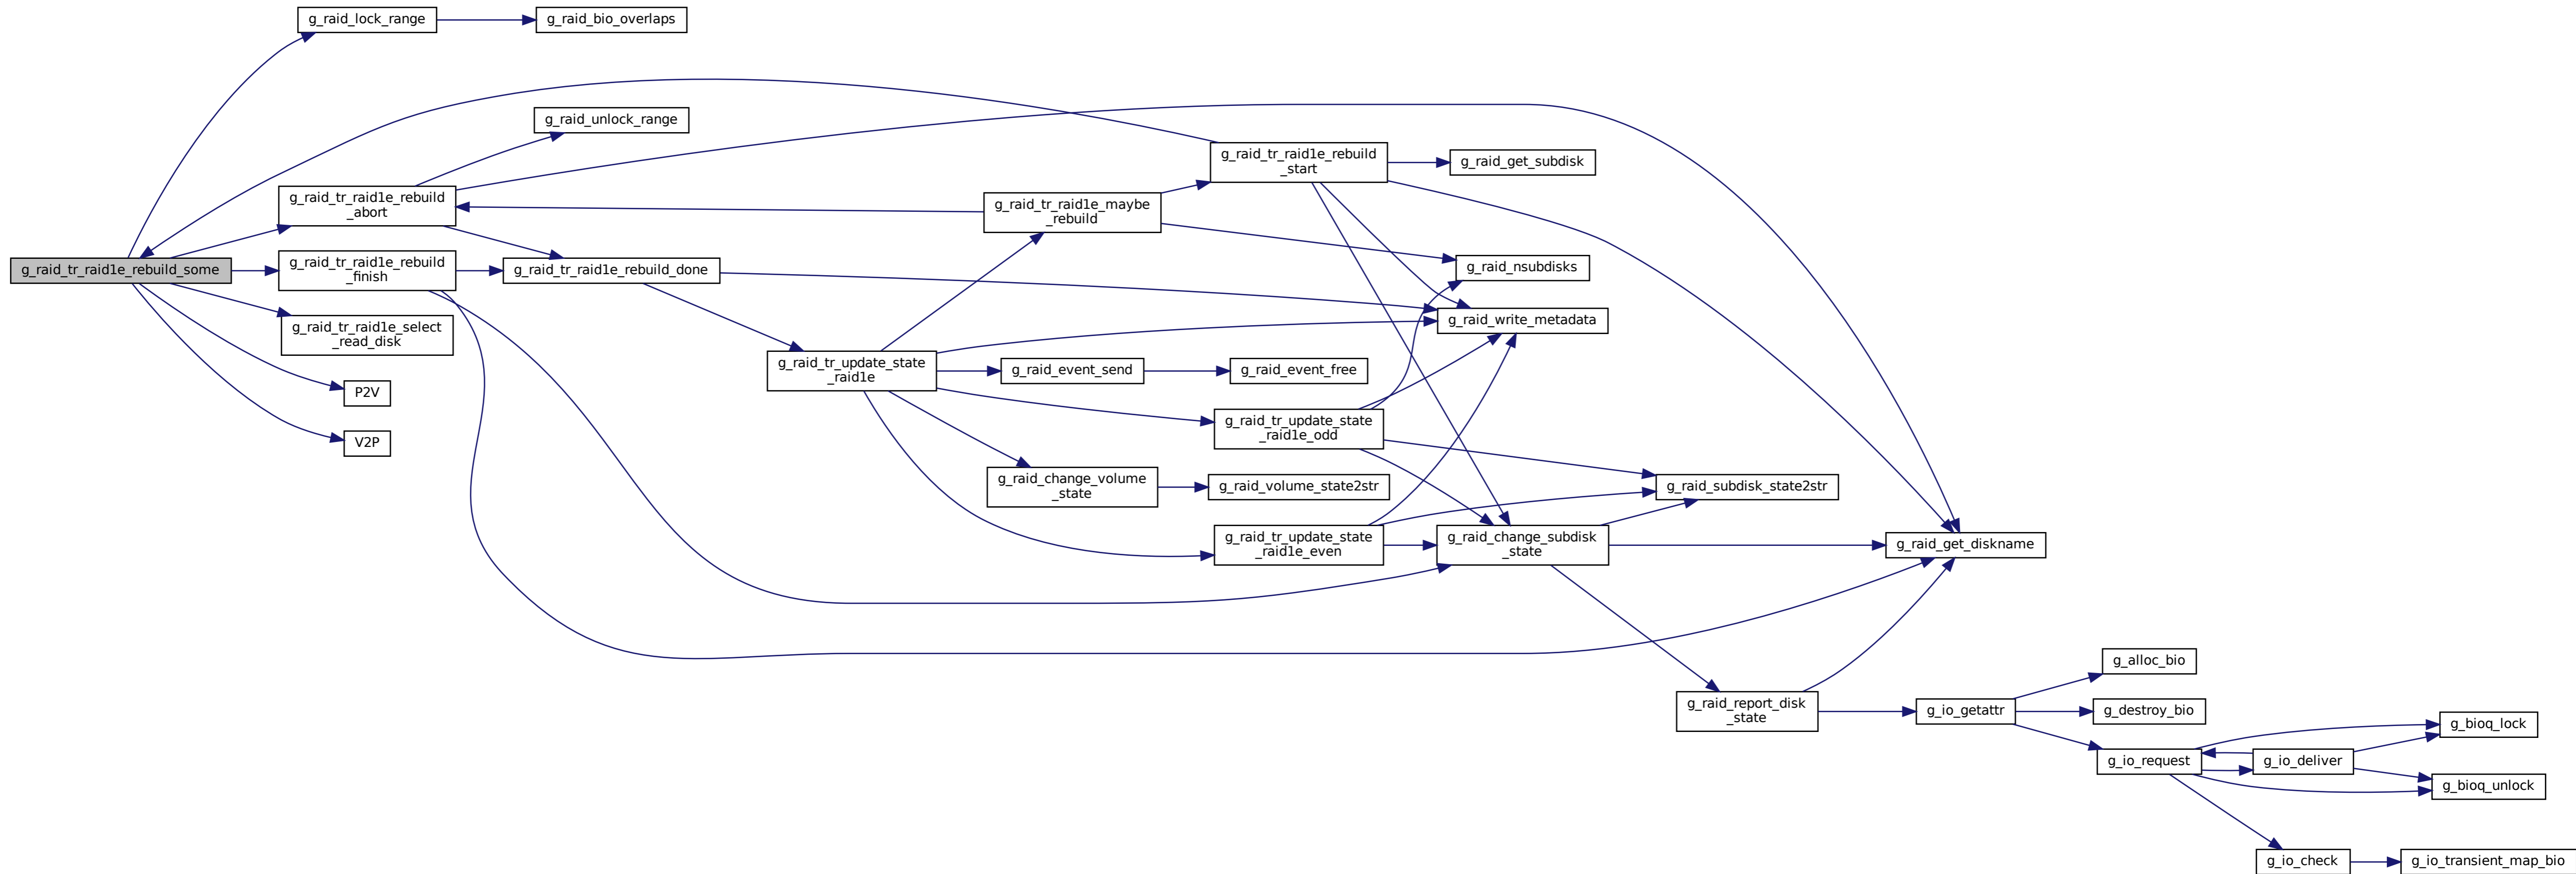 g_raid_lock_range
g_raid_bio_overlaps
g_raid_unlock_range
g_raid_tr_raid1e_rebuild
_start
g_raid_get_subdisk
g_raid_tr_raid1e_rebuild
_abort
g_raid_tr_raid1e_maybe
_rebuild
g_raid_tr_raid1e_rebuild_some
g_raid_tr_raid1e_rebuild
_finish
g_raid_tr_raid1e_rebuild_done
g_raid_nsubdisks
g_raid_tr_raid1e_select
_read_disk
g_raid_write_metadata
g_raid_tr_update_state
_raid1e
g_raid_event_send
g_raid_event_free
P2V
g_raid_tr_update_state
_raid1e_odd
V2P
g_raid_change_volume
_state
g_raid_volume_state2str
g_raid_subdisk_state2str
g_raid_tr_update_state
_raid1e_even
g_raid_change_subdisk
_state
g_raid_get_diskname
g_alloc_bio
g_raid_report_disk
_state
g_io_getattr
g_destroy_bio
g_bioq_lock
g_io_request
g_io_deliver
g_bioq_unlock
g_io_check
g_io_transient_map_bio